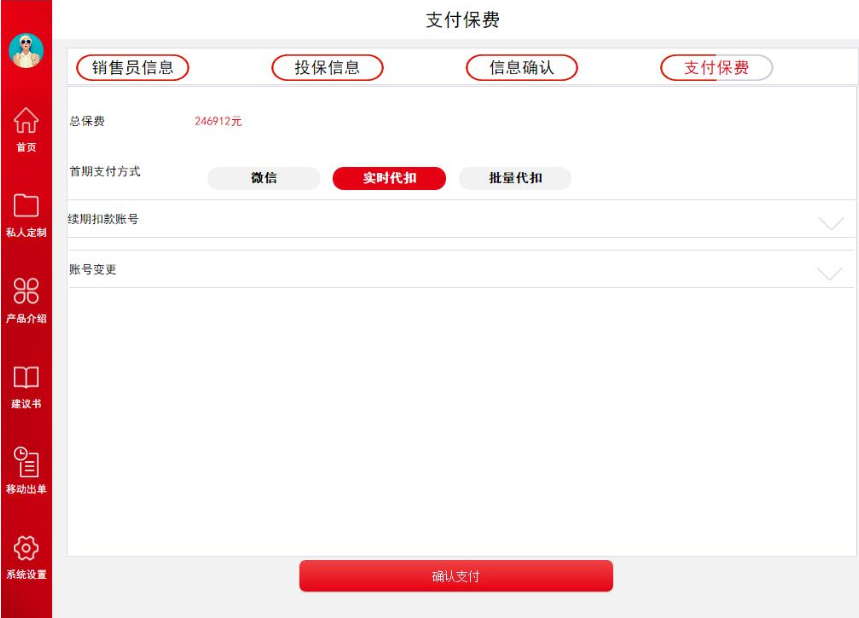 支付保费
销售员信息
投保信息
信息确认
支付保费
总保费
246912元
首期支付方式
微信
实时代扣
批量代扣
续期扣款账号
账号变更
确认支付
首页
私人定制
产品介绍
建议书
移动出单
系统设置